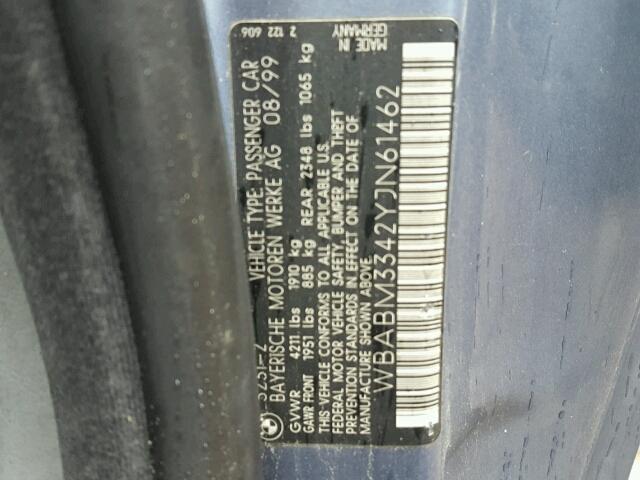 323i-2 VEHICLE TYPE: PASSENGER CAR
BAYERISCHE MOTOREN WERKE AG 08/99
GVWR 4211 lbs 1910 kg
GAWR FRONT 1951 lbs 885 kg REAR 2348 lbs 1065 kg
THIS VEHICLE CONFORMS TO ALL APPLICABLE U.S.
FEDERAL MOTOR VEHICLE SAFETY, BUMPER AND THEFT
PREVENTION STANDARDS IN EFFECT ON THE DATE OF
MANUFACTURE SHOWN ABOVE.
WBABM3342YJN61462
2 122 606
MADE IN
GERMANY